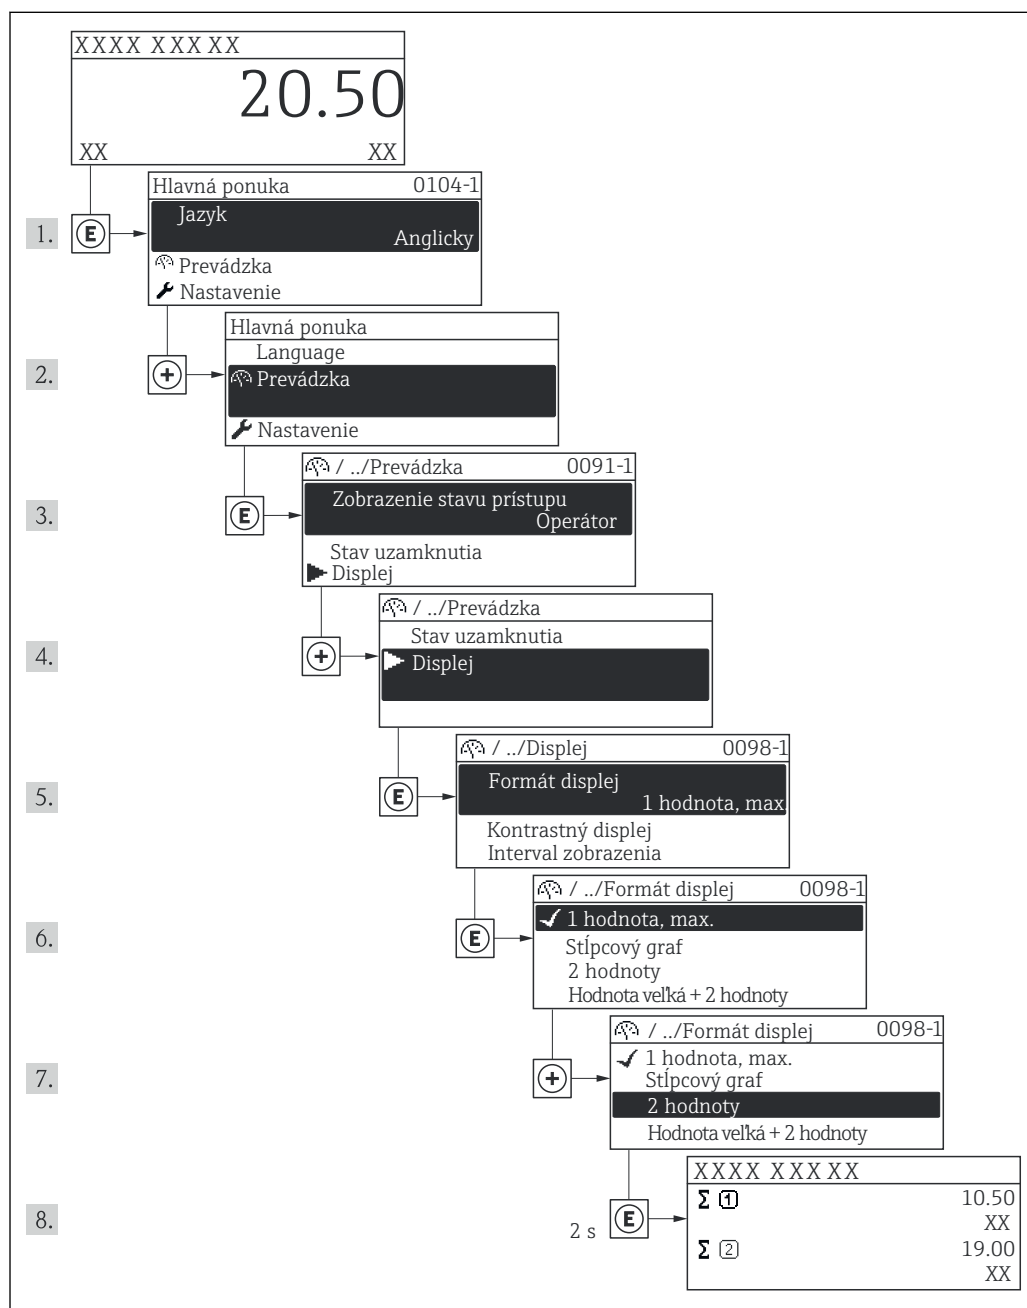 XXXX XXX XX
20.50
XX XX
Hlavná ponuka 0104-1
1. E Jazyk
Anglicky
Prevádzka
Nastavenie
Hlavná ponuka
Language
2. + Prevádzka
Nastavenie
/ ../Prevádzka 0091-1
3. E Zobrazenie stavu prístupu
Operátor
Stav uzamknutia
Displej
/ ../Prevádzka
Stav uzamknutia
4. + Displej
/ ../Displej 0098-1
5. E Formát displej
1 hodnota, max.
Kontrastný displej
Interval zobrazenia
/ ../Formát displej 0098-1
1 hodnota, max.
6. E Stĺpcový graf
2 hodnoty
Hodnota veľká + 2 hodnoty
/ ../Formát displej 0098-1
1 hodnota, max.
7. + Stĺpcový graf
2 hodnoty
Hodnota veľká + 2 hodnoty
XXXX XXX XX
Σ 1 10.50
XX
8. 2 s E
Σ 2 19.00
XX